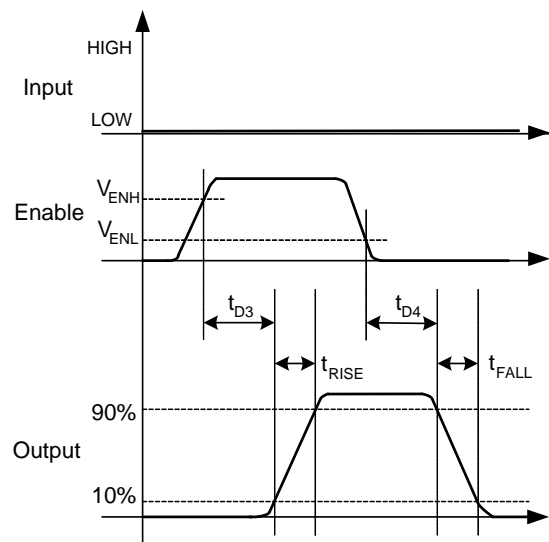 HIGH
Input
LOW
V_ENH
Enable
V_ENL
t_D3
t_D4
t_RISE
t_FALL
90%
Output
10%